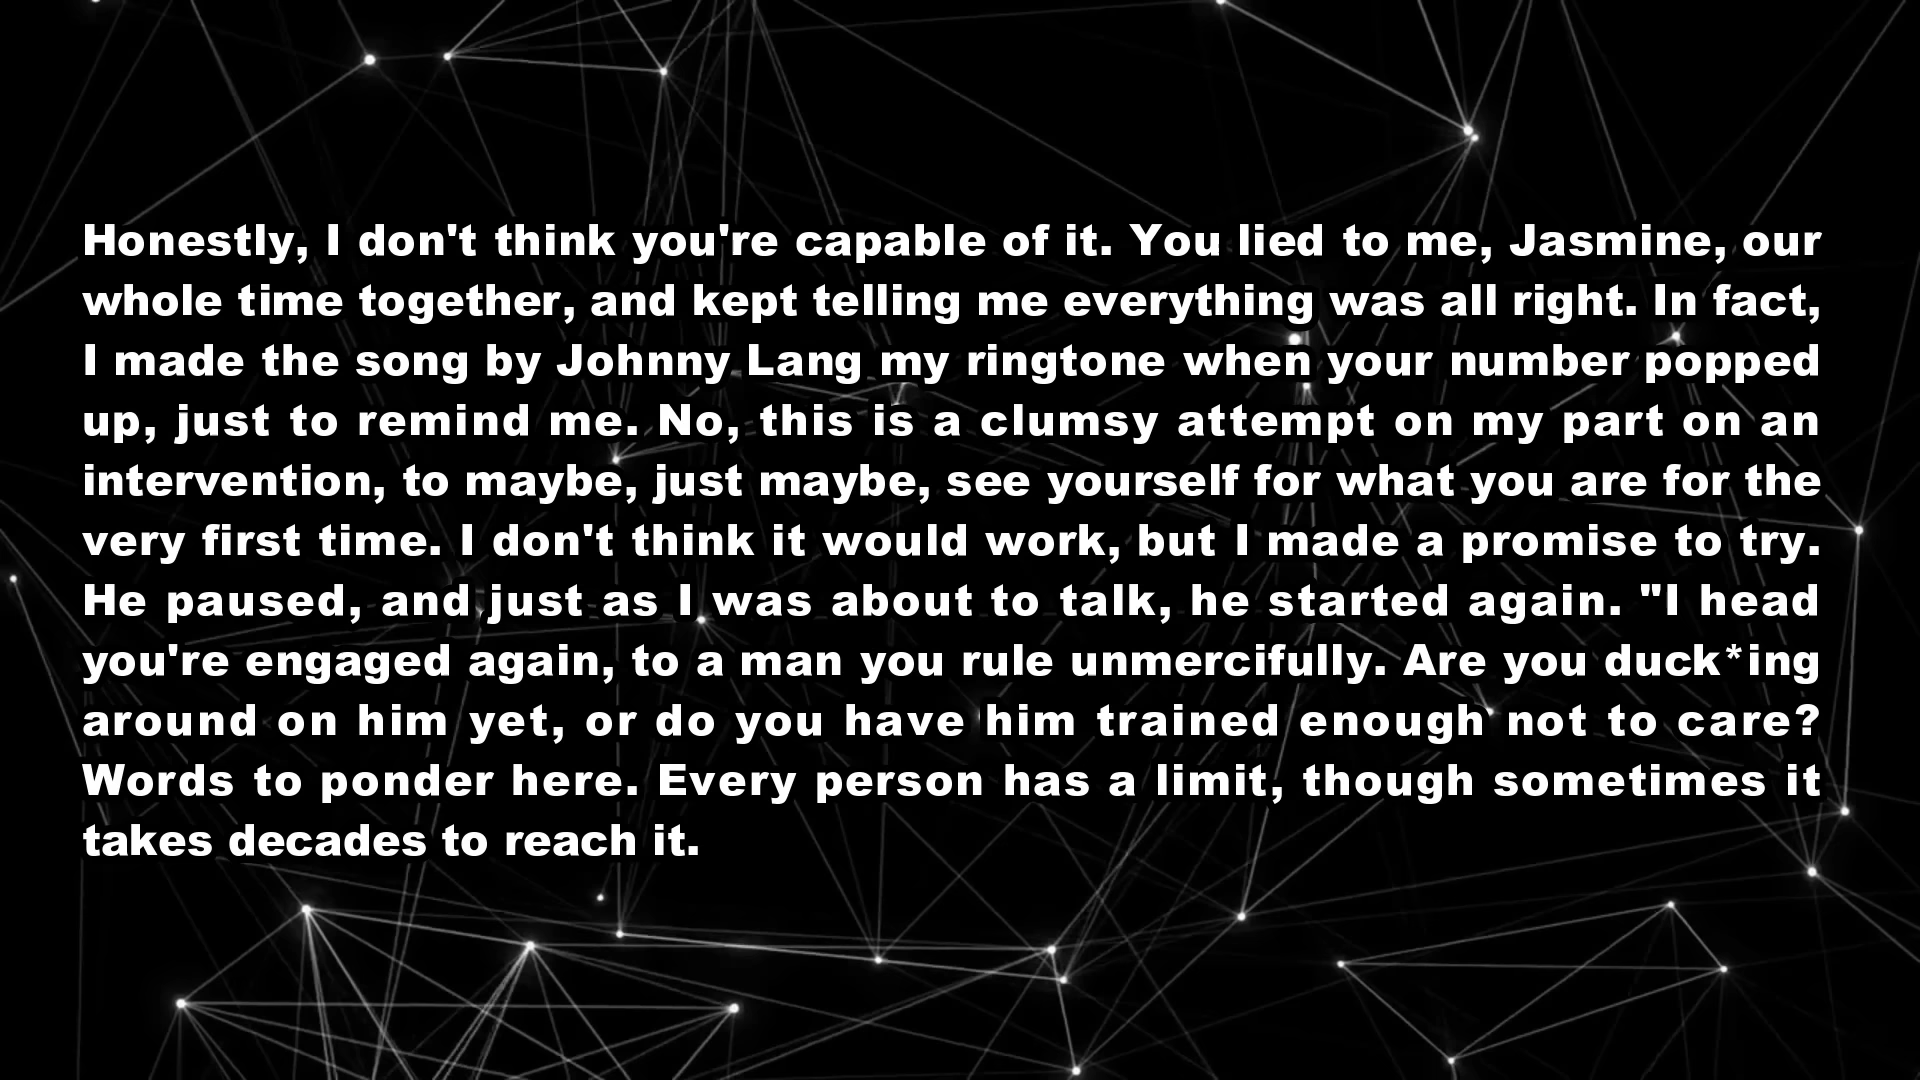 Honestly, I don't think you're capable of it. You lied to me, Jasmine, our
whole time together, and kept telling me everything was all right. In fact,
I made the song by Johnny Lang my ringtone when your number popped
up, just to remind me. No, this is a clumsy attempt on my part on an
intervention, to maybe, just maybe, see yourself for what you are for the
very first time. I don't think it would work, but I made a promise to try.
He paused, and just as I was about to talk, he started again. "I head
you're engaged again, to a man you rule unmercifully. Are you duck*ing
around on him yet, or do you have him trained enough not to care?
Words to ponder here. Every person has a limit, though sometimes it
takes decades to reach it.